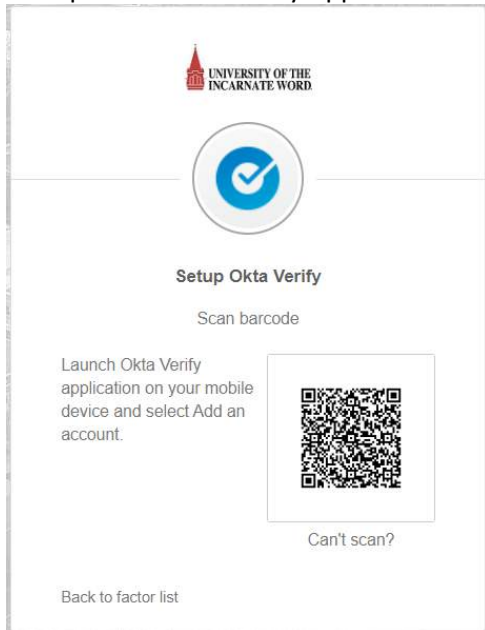 UNIVERSITY OF THE
INCARNATE WORD
Setup Okta Verify
Scan barcode
Launch Okta Verify
application on your mobile
device and select Add an
account.
Can't scan?
Back to factor list